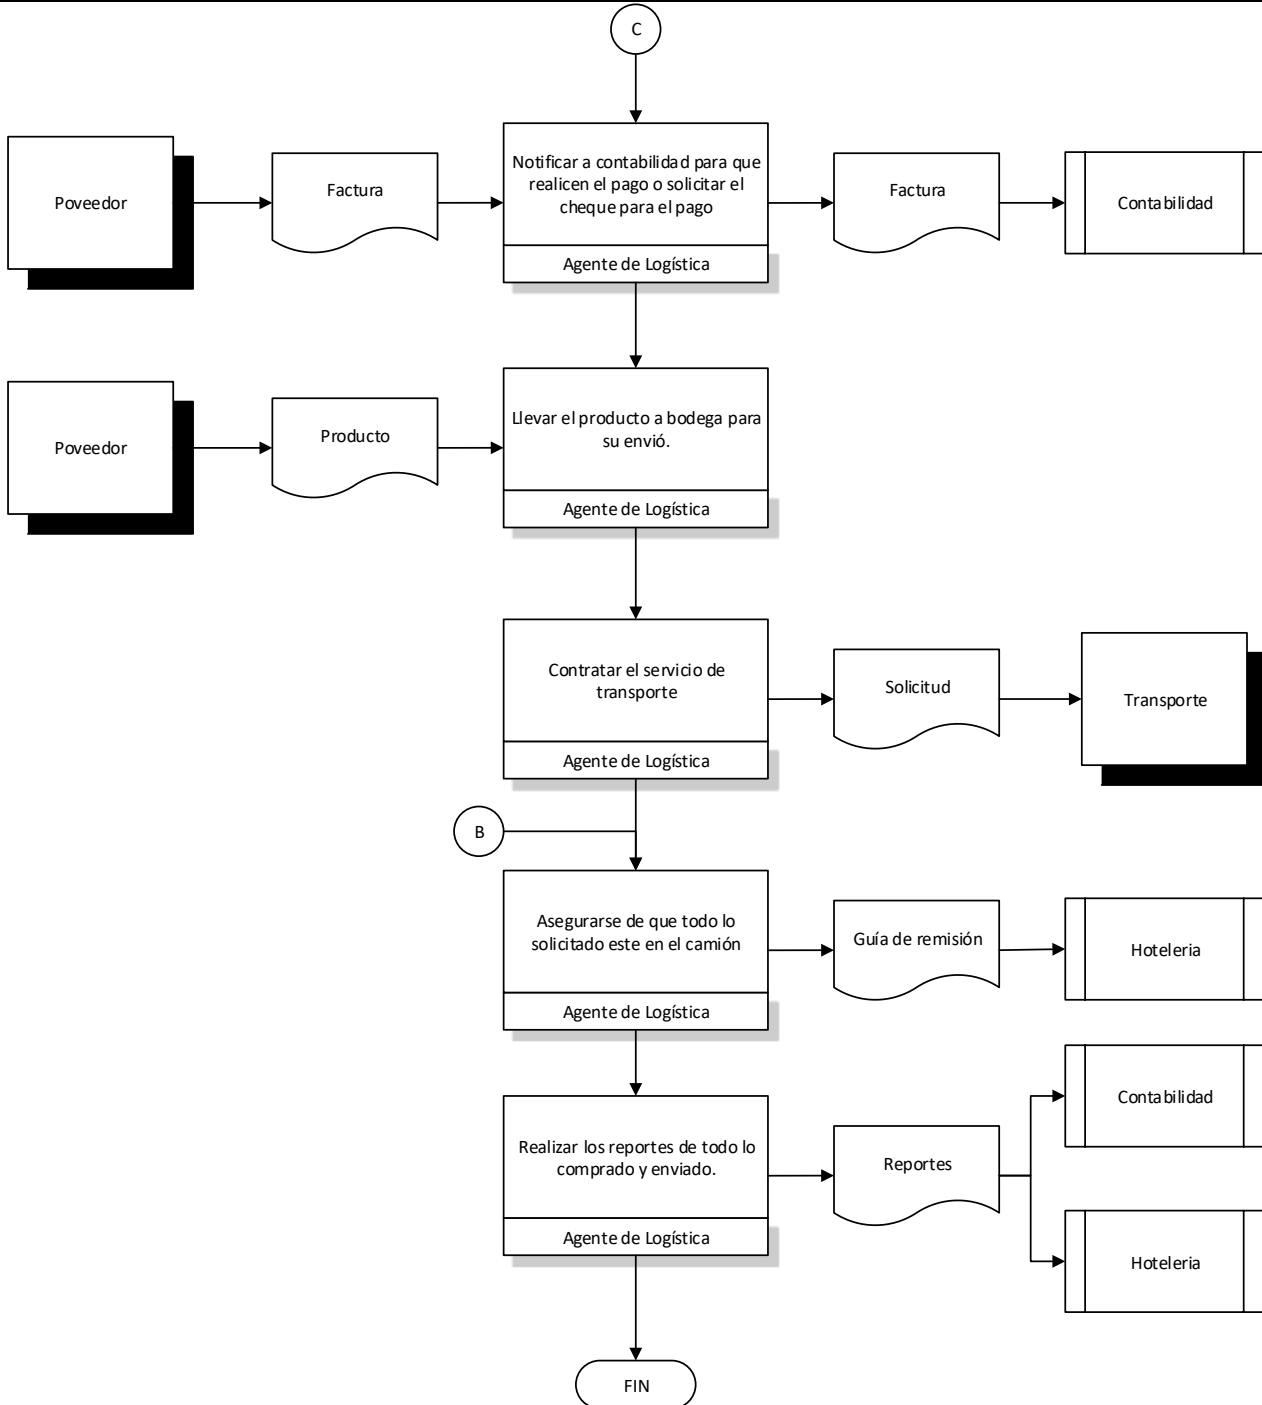 C
Poveedor
Factura
Notificar a contabilidad para que
realicen el pago o solicitar el
cheque para el pago
Agente de Logística
Factura
Contabilidad
Poveedor
Producto
Llevar el producto a bodega para
su envió.
Agente de Logística
Contratar el servicio de
transporte
Agente de Logística
Solicitud
Transporte
B
Asegurarse de que todo lo
solicitado este en el camión
Agente de Logística
Guía de remisión
Hoteleria
Realizar los reportes de todo lo
comprado y enviado.
Agente de Logística
Reportes
Contabilidad
Hoteleria
FIN